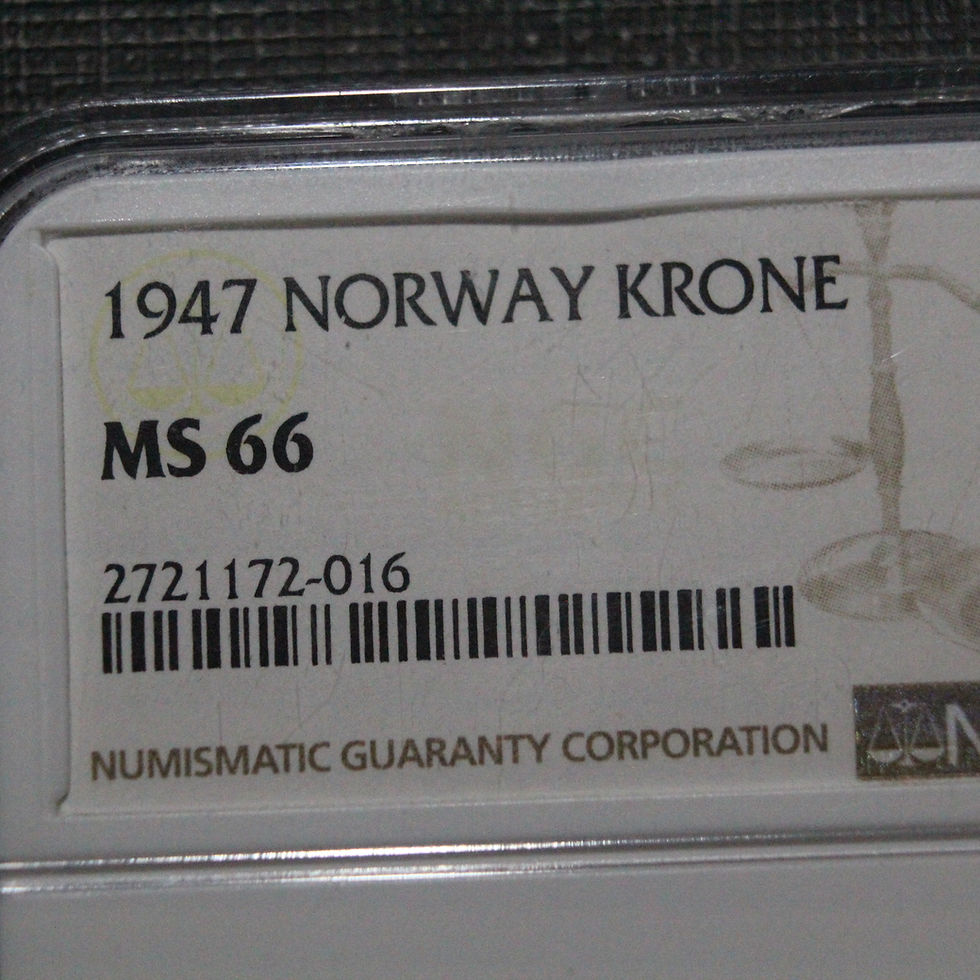 1947 NORWAY KRONE
MS 66
2721172-016
NUMISMATIC GUARANTY CORPORATION
N